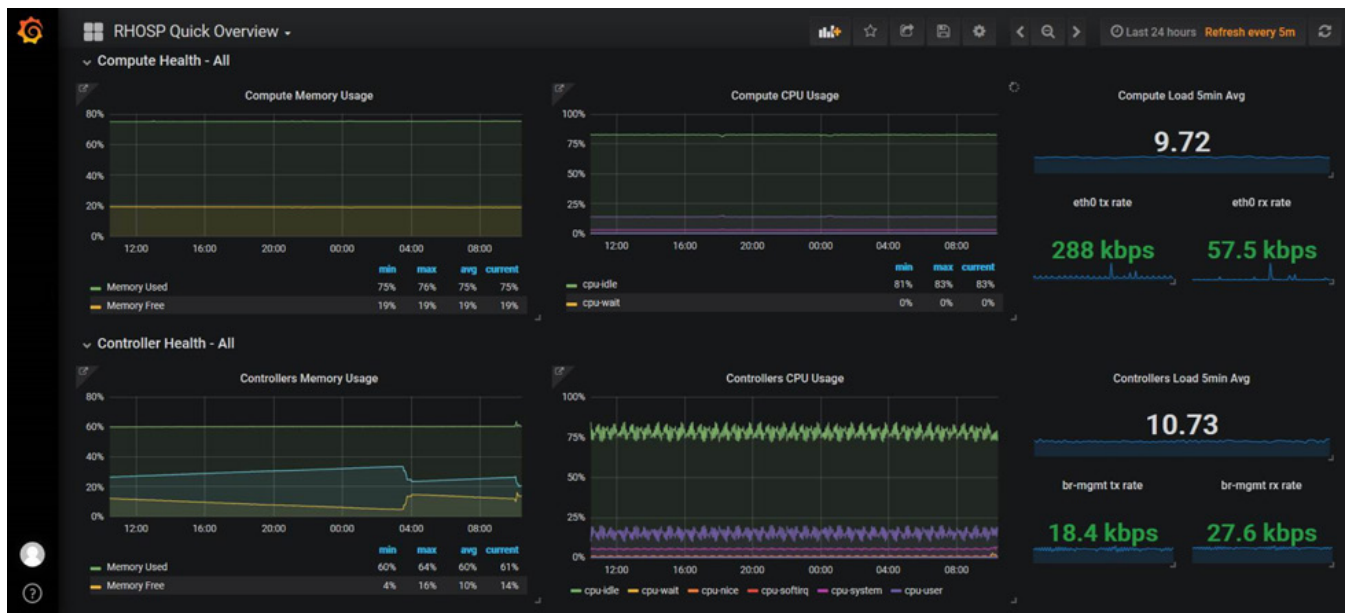 RHOSP Quick Overview
Last 24 hours Refresh every 5m
Compute Health - All
Compute Memory Usage
80%
60%
40%
20%
0%
12:00 16:00 20:00 00:00 04:00 08:00
min max avg current
Memory Used 75% 76% 75% 75%
Memory Free 19% 19% 19% 19%
Compute CPU Usage
100%
75%
50%
25%
0%
12:00 16:00 20:00 00:00 04:00 08:00
min max current
cpu-idle 81% 83% 83%
cpu-wait 0% 0% 0%
Compute Load 5min Avg
9.72
eth0 tx rate eth0 rx rate
288 kbps 57.5 kbps
Controller Health - All
Controllers Memory Usage
80%
60%
40%
20%
0%
12:00 16:00 20:00 00:00 04:00 08:00
min max avg current
Memory Used 60% 64% 60% 61%
Memory Free 4% 16% 10% 14%
Controllers CPU Usage
100%
75%
50%
25%
0%
12:00 16:00 20:00 00:00 04:00 08:00
cpu-idle cpu-wait cpu-nice cpu-softirq cpu-system cpu-user
Controllers Load 5min Avg
10.73
br-mgmt tx rate br-mgmt rx rate
18.4 kbps 27.6 kbps